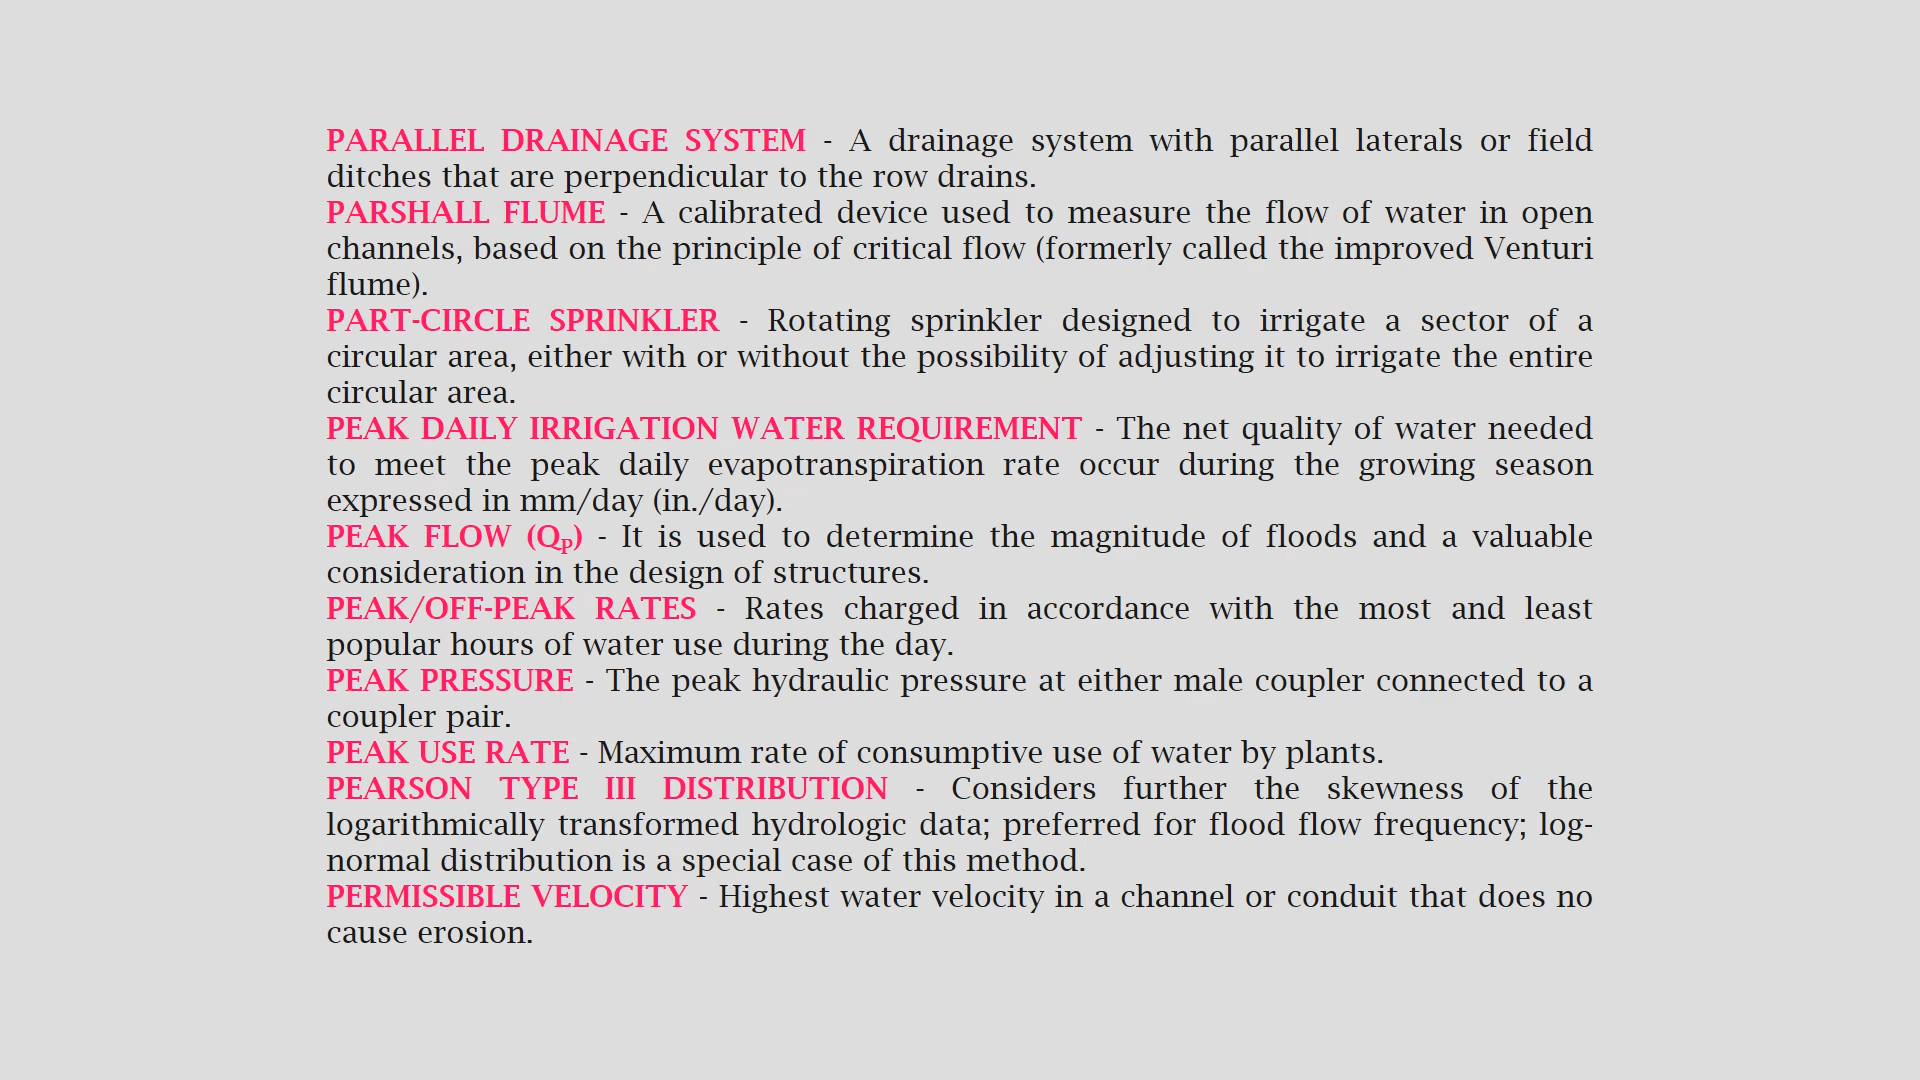 PARALLEL DRAINAGE SYSTEM - A drainage system with parallel laterals or field
ditches that are perpendicular to the row drains.
PARSHALL FLUME - A calibrated device used to measure the flow of water in open
channels, based on the principle of critical flow (formerly called the improved Venturi
flume).
PART-CIRCLE SPRINKLER - Rotating sprinkler designed to irrigate a sector of a
circular area, either with or without the possibility of adjusting it to irrigate the entire
circular area.
PEAK DAILY IRRIGATION WATER REQUIREMENT - The net quality of water needed
to meet the peak daily evapotranspiration rate occur during the growing season
expressed in mm/day (in./day).
PEAK FLOW (QP) - It is used to determine the magnitude of floods and a valuable
consideration in the design of structures.
PEAK/OFF-PEAK RATES - Rates charged in accordance with the most and least
popular hours of water use during the day.
PEAK PRESSURE - The peak hydraulic pressure at either male coupler connected to a
coupler pair.
PEAK USE RATE - Maximum rate of consumptive use of water by plants.
PEARSON TYPE III DISTRIBUTION - Considers further the skewness of the
logarithmically transformed hydrologic data; preferred for flood flow frequency; log-
normal distribution is a special case of this method.
PERMISSIBLE VELOCITY - Highest water velocity in a channel or conduit that does no
cause erosion.